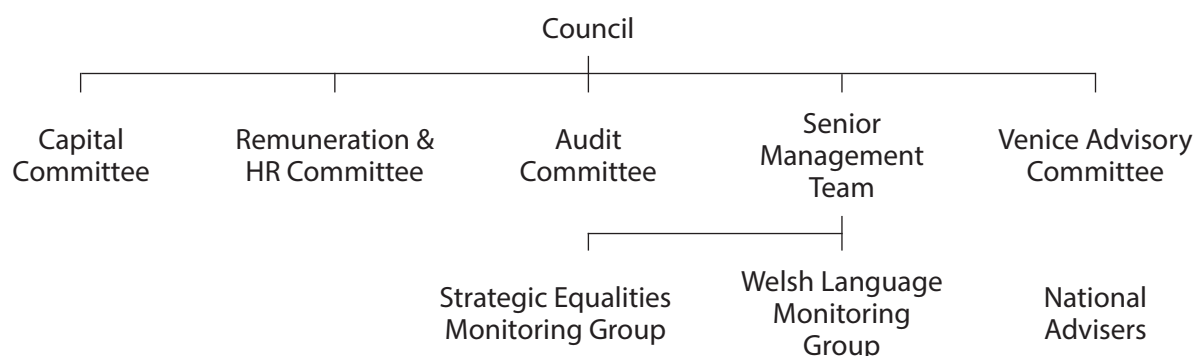 Council
Capital
Committee
Remuneration &
HR Committee
Audit
Committee
Senior
Management
Team
Venice Advisory
Committee
Strategic Equalities
Monitoring Group
Welsh Language
Monitoring
Group
National
Advisers